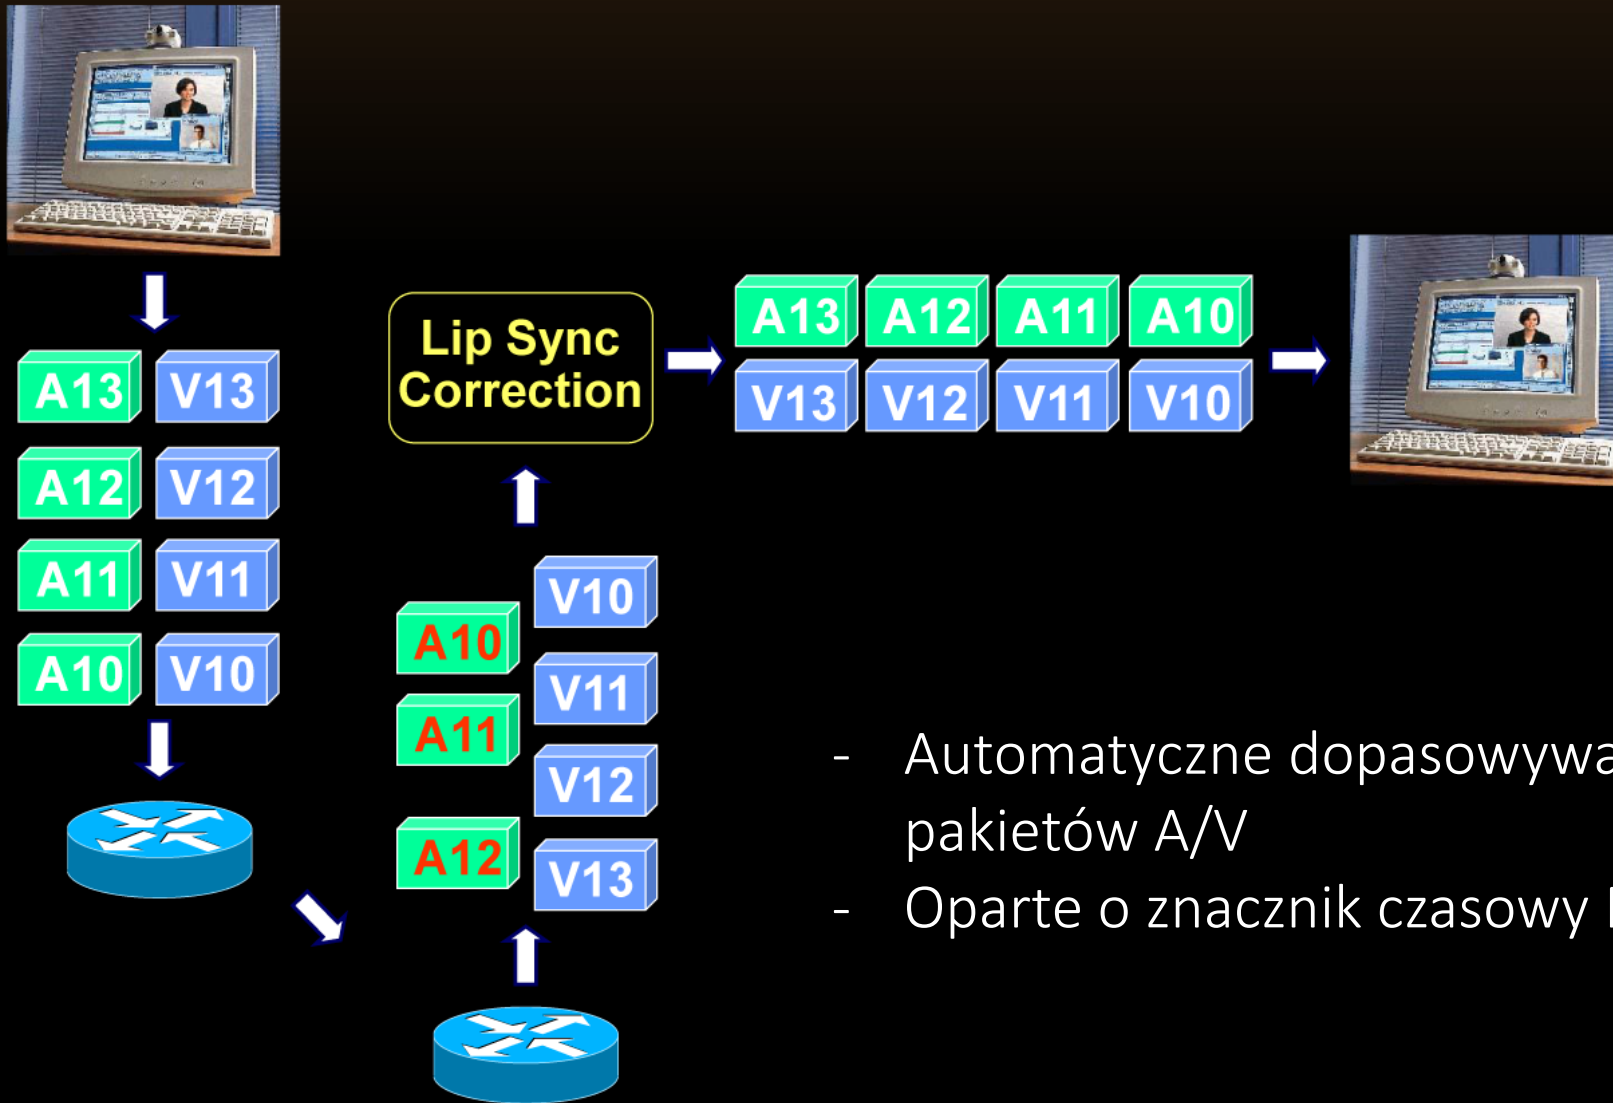 A13 V13
A12 V12
A11 V11
A10 V10
Lip Sync
Correction
V10
A10
V11
A11
V12
A12
V13
A13 A12 A11 A10
V13 V12 V11 V10
- Automatyczne dopasowywa
pakietów A/V
- Oparte o znacznik czasowy